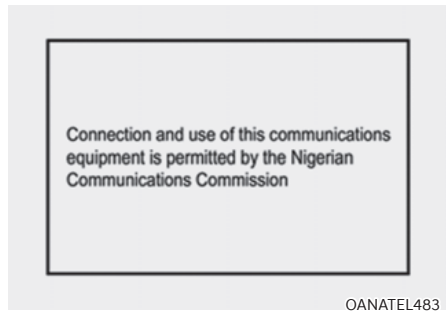 Connection and use of this communications
equipment is permitted by the Nigerian
Communications Commission
OANATEL483